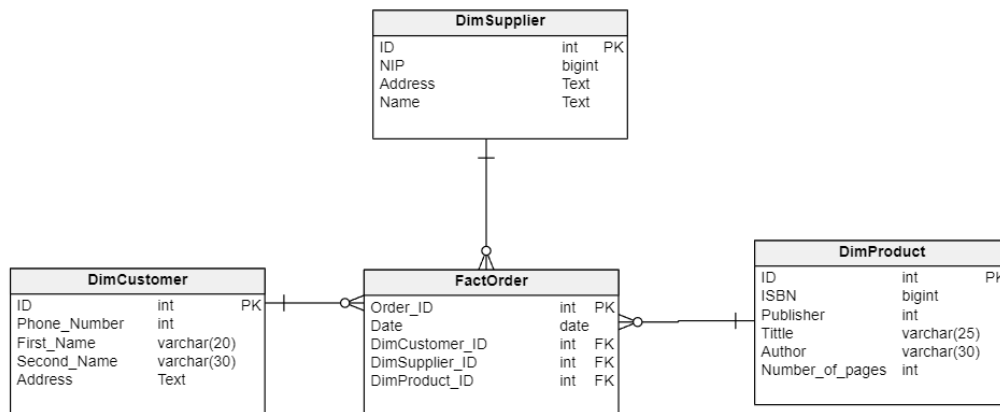 DimSupplier
ID int PK
NIP bigint
Address Text
Name Text
DimCustomer
ID int PK
Phone_Number int
First_Name varchar(20)
Second_Name varchar(30)
Address Text
FactOrder
Order_ID int PK
Date date
DimCustomer_ID int FK
DimSupplier_ID int FK
DimProduct_ID int FK
DimProduct
ID int PK
ISBN bigint
Publisher int
Tittle varchar(25)
Author varchar(30)
Number_of_pages int